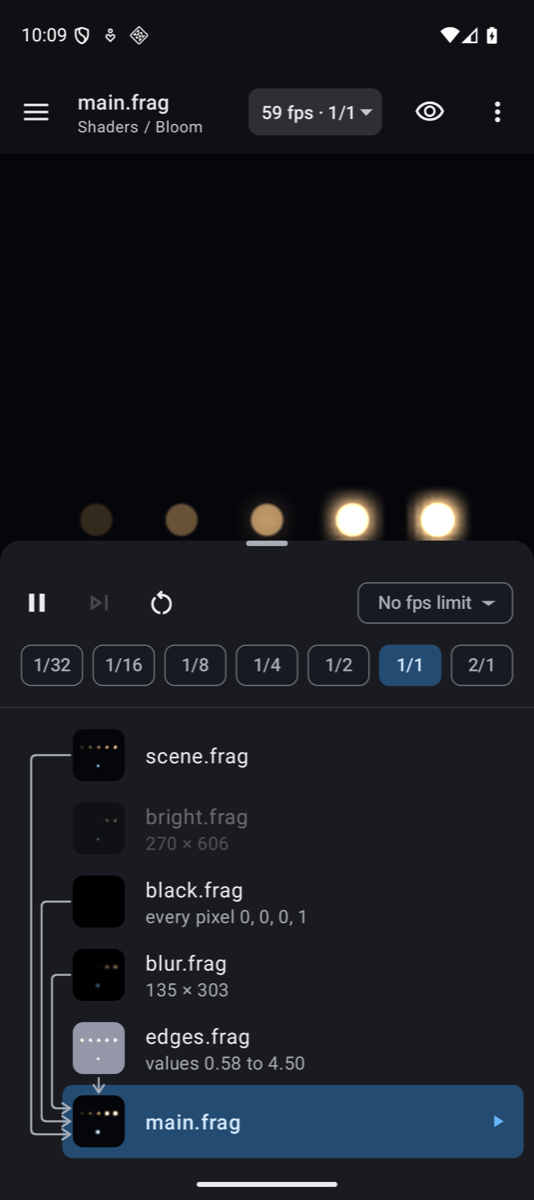 10:09
main.frag
Shaders / Bloom
59 fps · 1/1
No fps limit
1/32
1/16
1/8
1/4
1/2
1/1
2/1
scene.frag
bright.frag
270 × 606
black.frag
every pixel 0, 0, 0, 1
blur.frag
135 × 303
edges.frag
values 0.58 to 4.50
main.frag